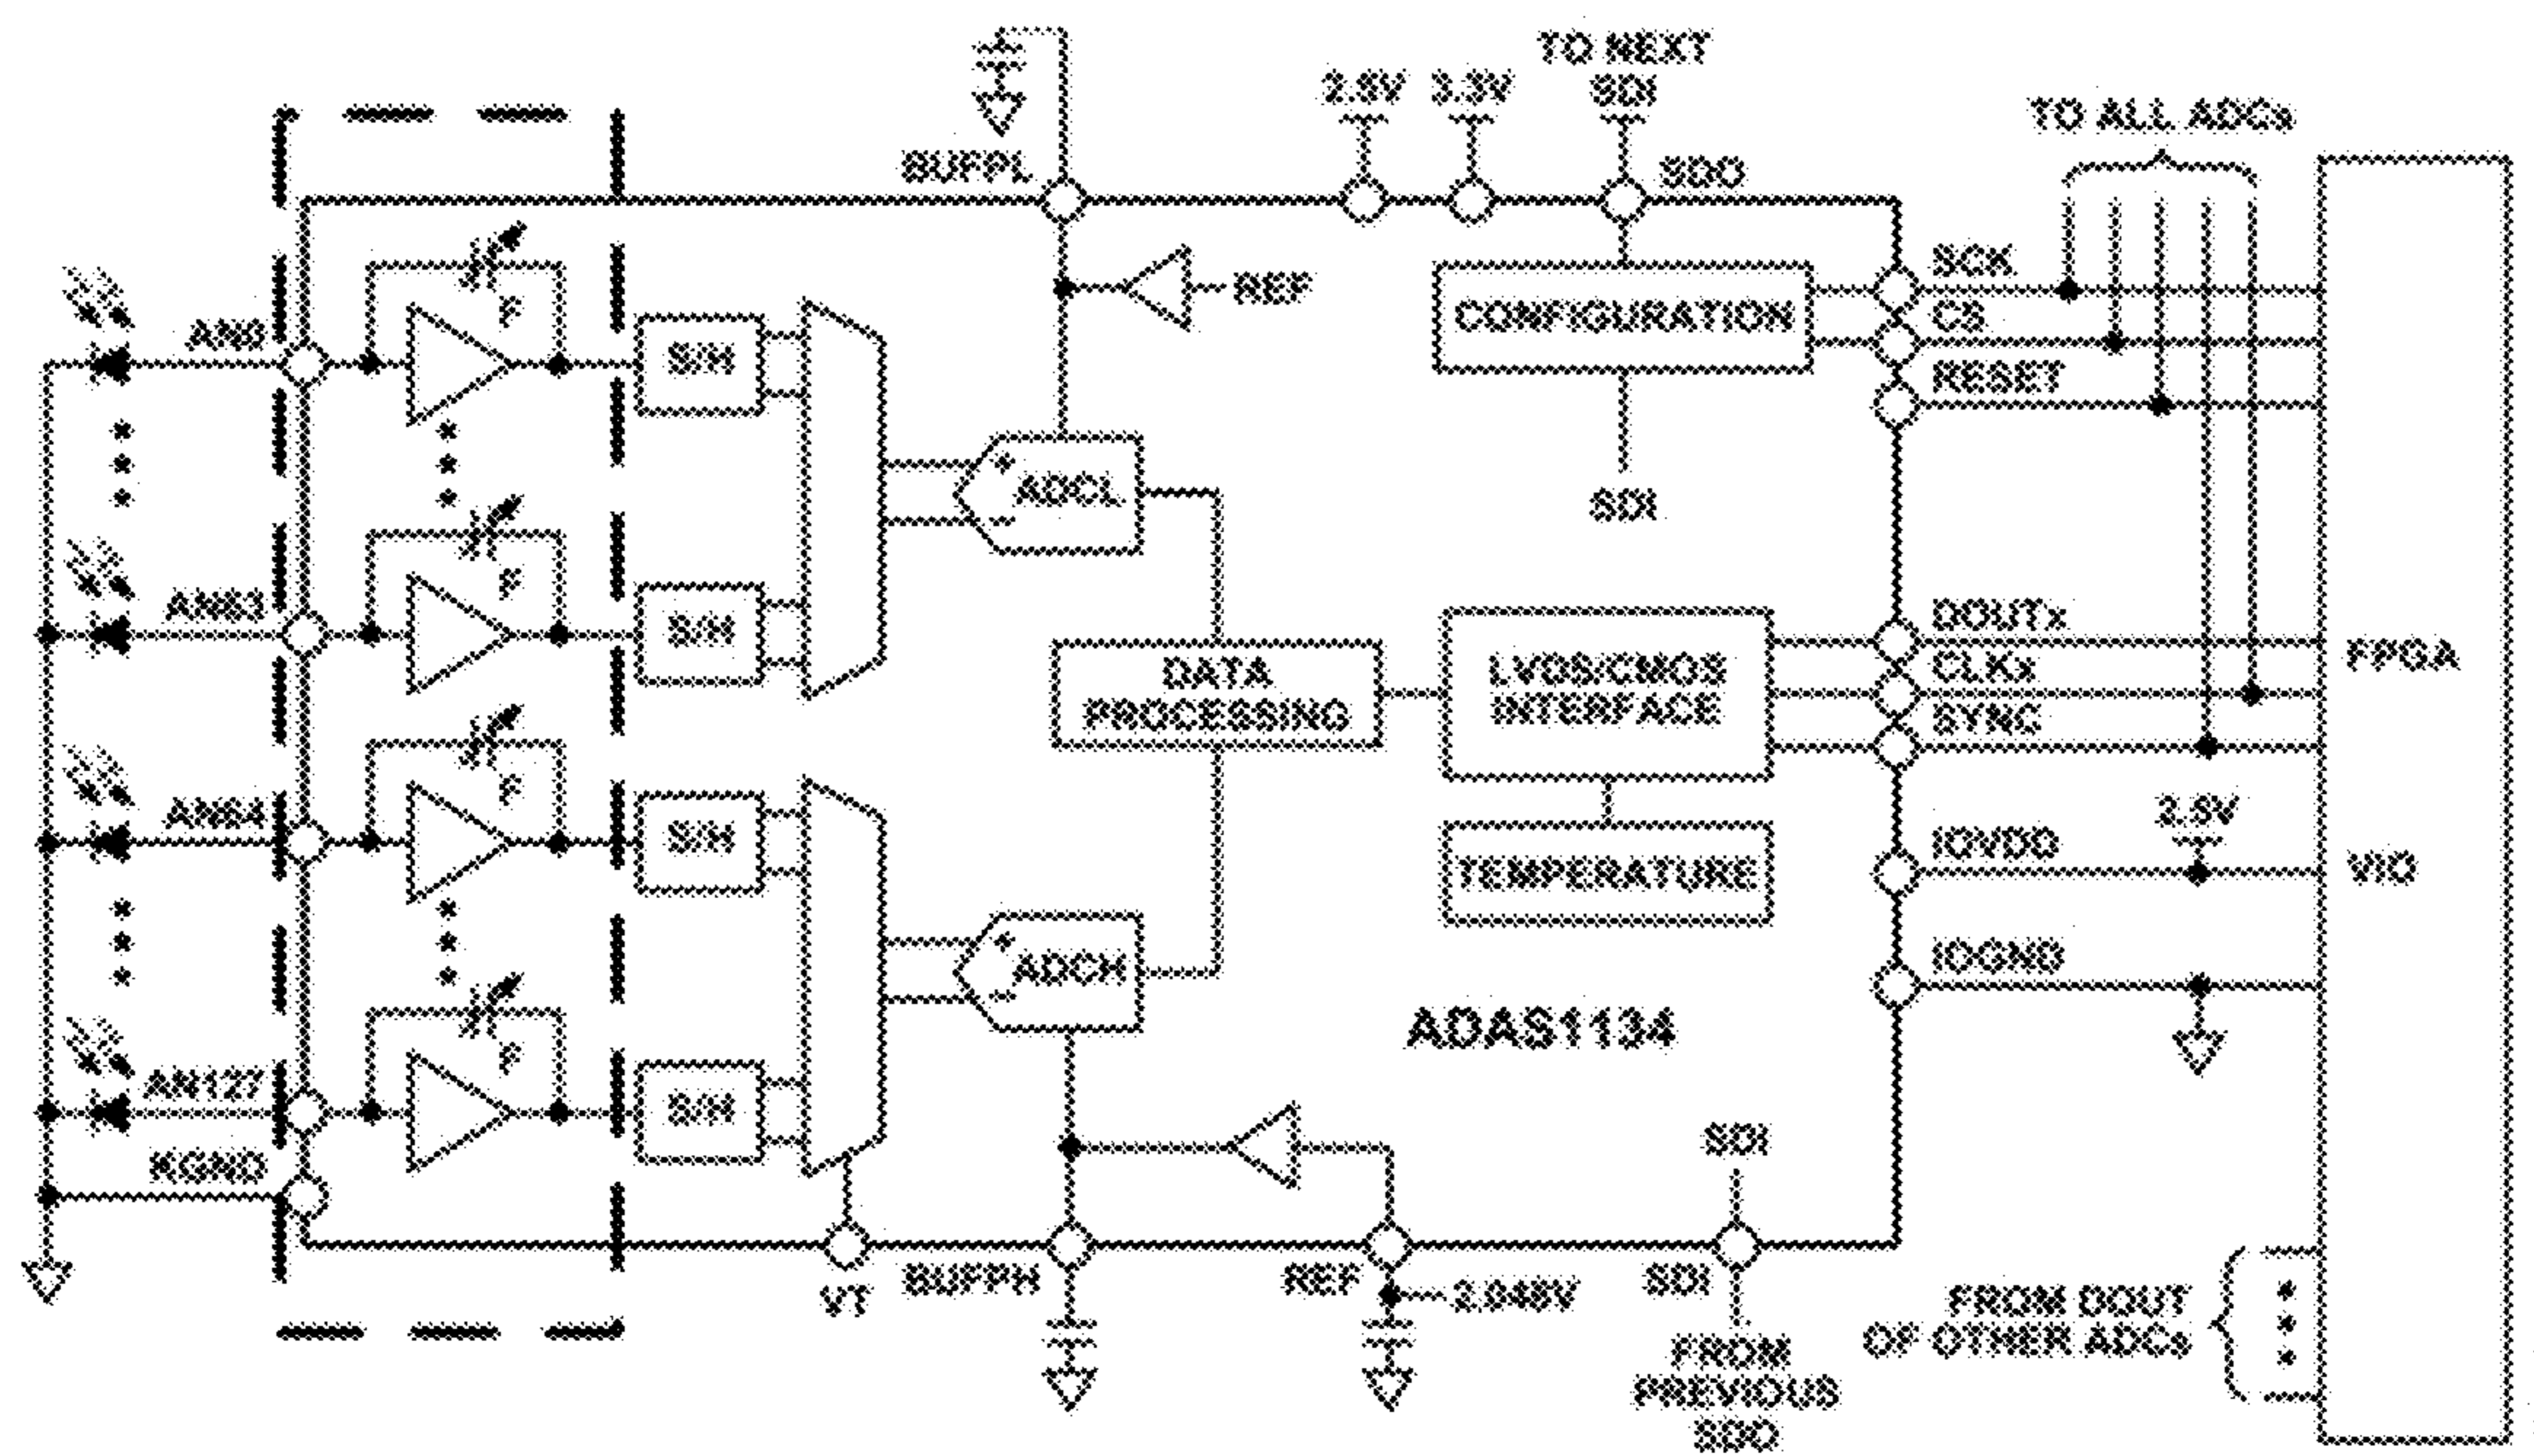 TO NEXT
SDI
2.5V
3.3V
TO ALL ADCs
BUFPL
SDO
REF
SCK
CS
RESET
CONFIGURATION
SDI
AN0
F
S/H
ADCL
AN63
F
S/H
DOUTx
CLKx
SYNC
FPGA
DATA
PROCESSING
LVDS/CMOS
INTERFACE
AN64
F
S/H
2.5V
IOVDD
VIO
TEMPERATURE
ADCH
IOGND
ADAS1134
AN127
F
S/H
KGND
SDI
VT
BUFPH
REF
2.048V
SDI
FROM
PREVIOUS
SDO
FROM DOUT
OF OTHER ADCs